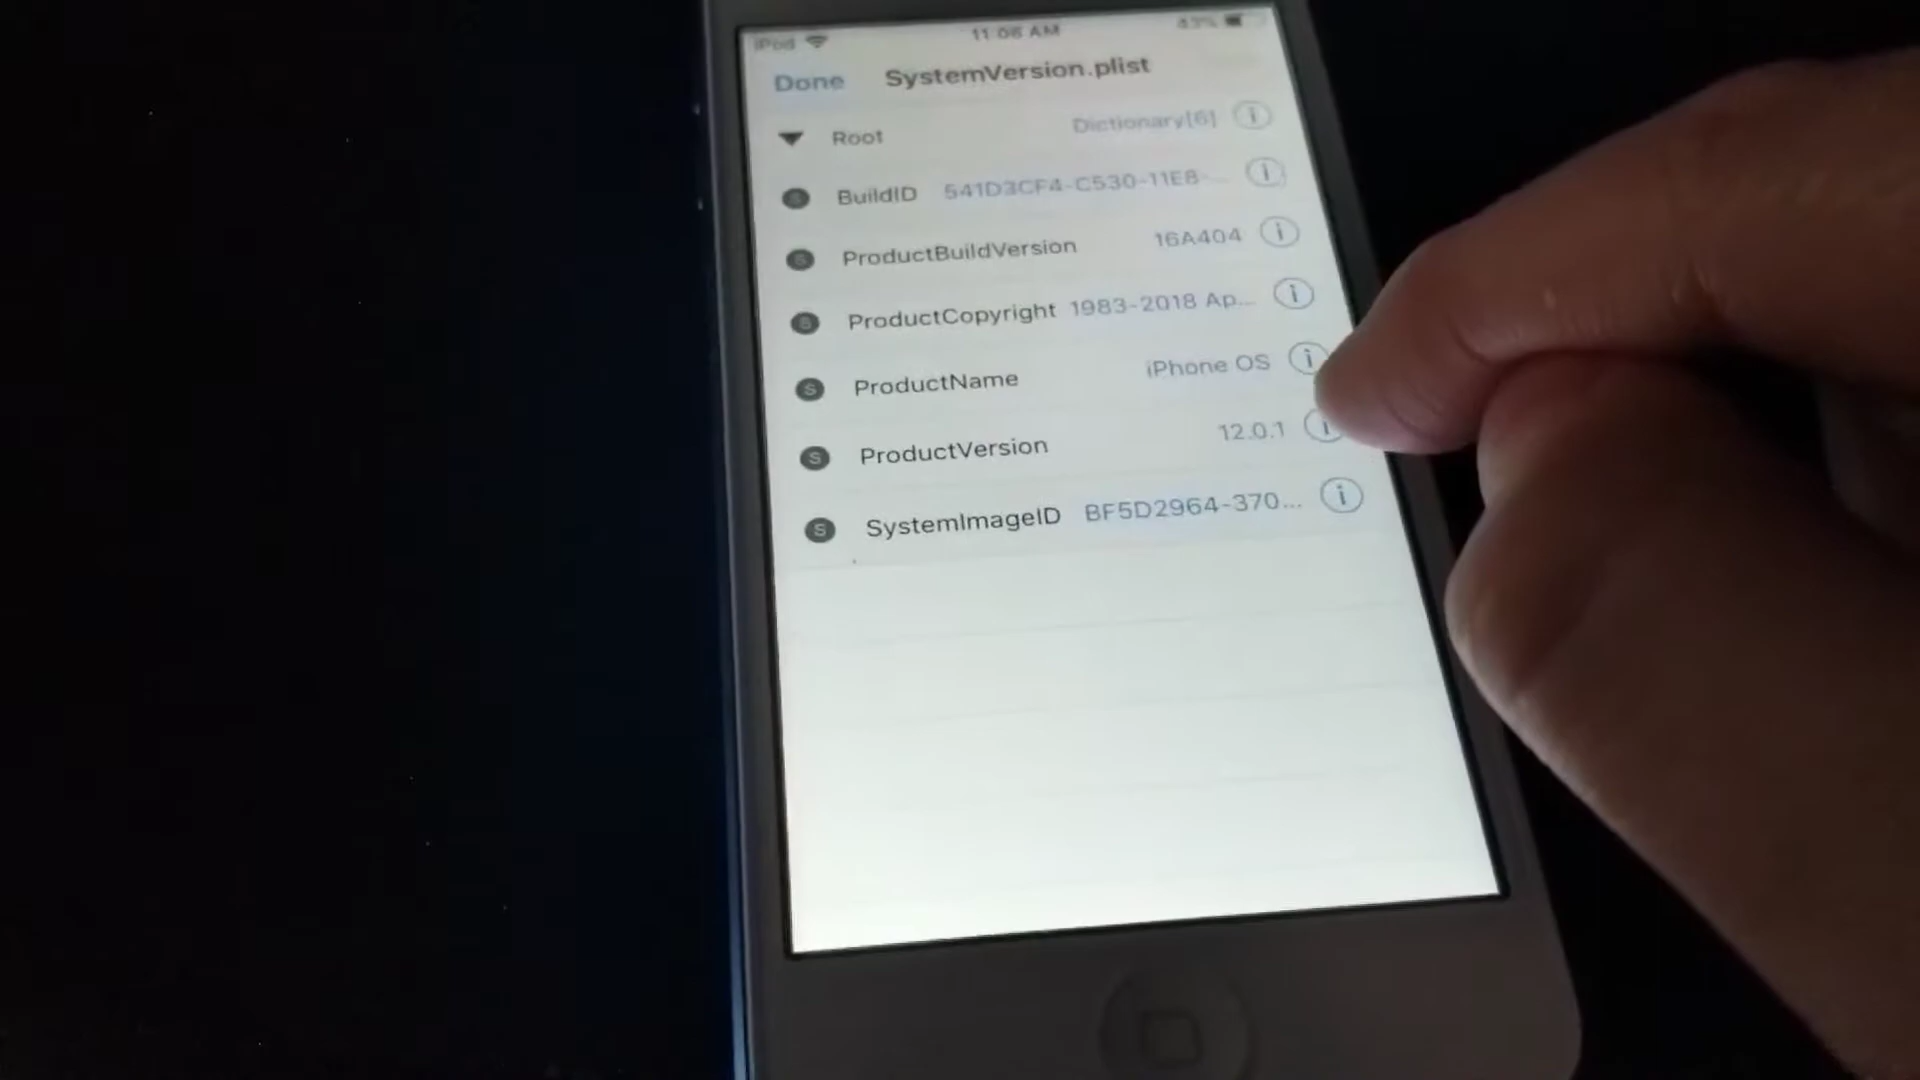 iPod 11:06 AM 43%
Done SystemVersion.plist
Root Dictionary[6]
S BuildID 541D3CF4-C530-11E8-...
S ProductBuildVersion 16A404
S ProductCopyright 1983-2018 Ap...
S ProductName iPhone OS
S ProductVersion 12.0.1
S SystemImageID BF5D2964-370...